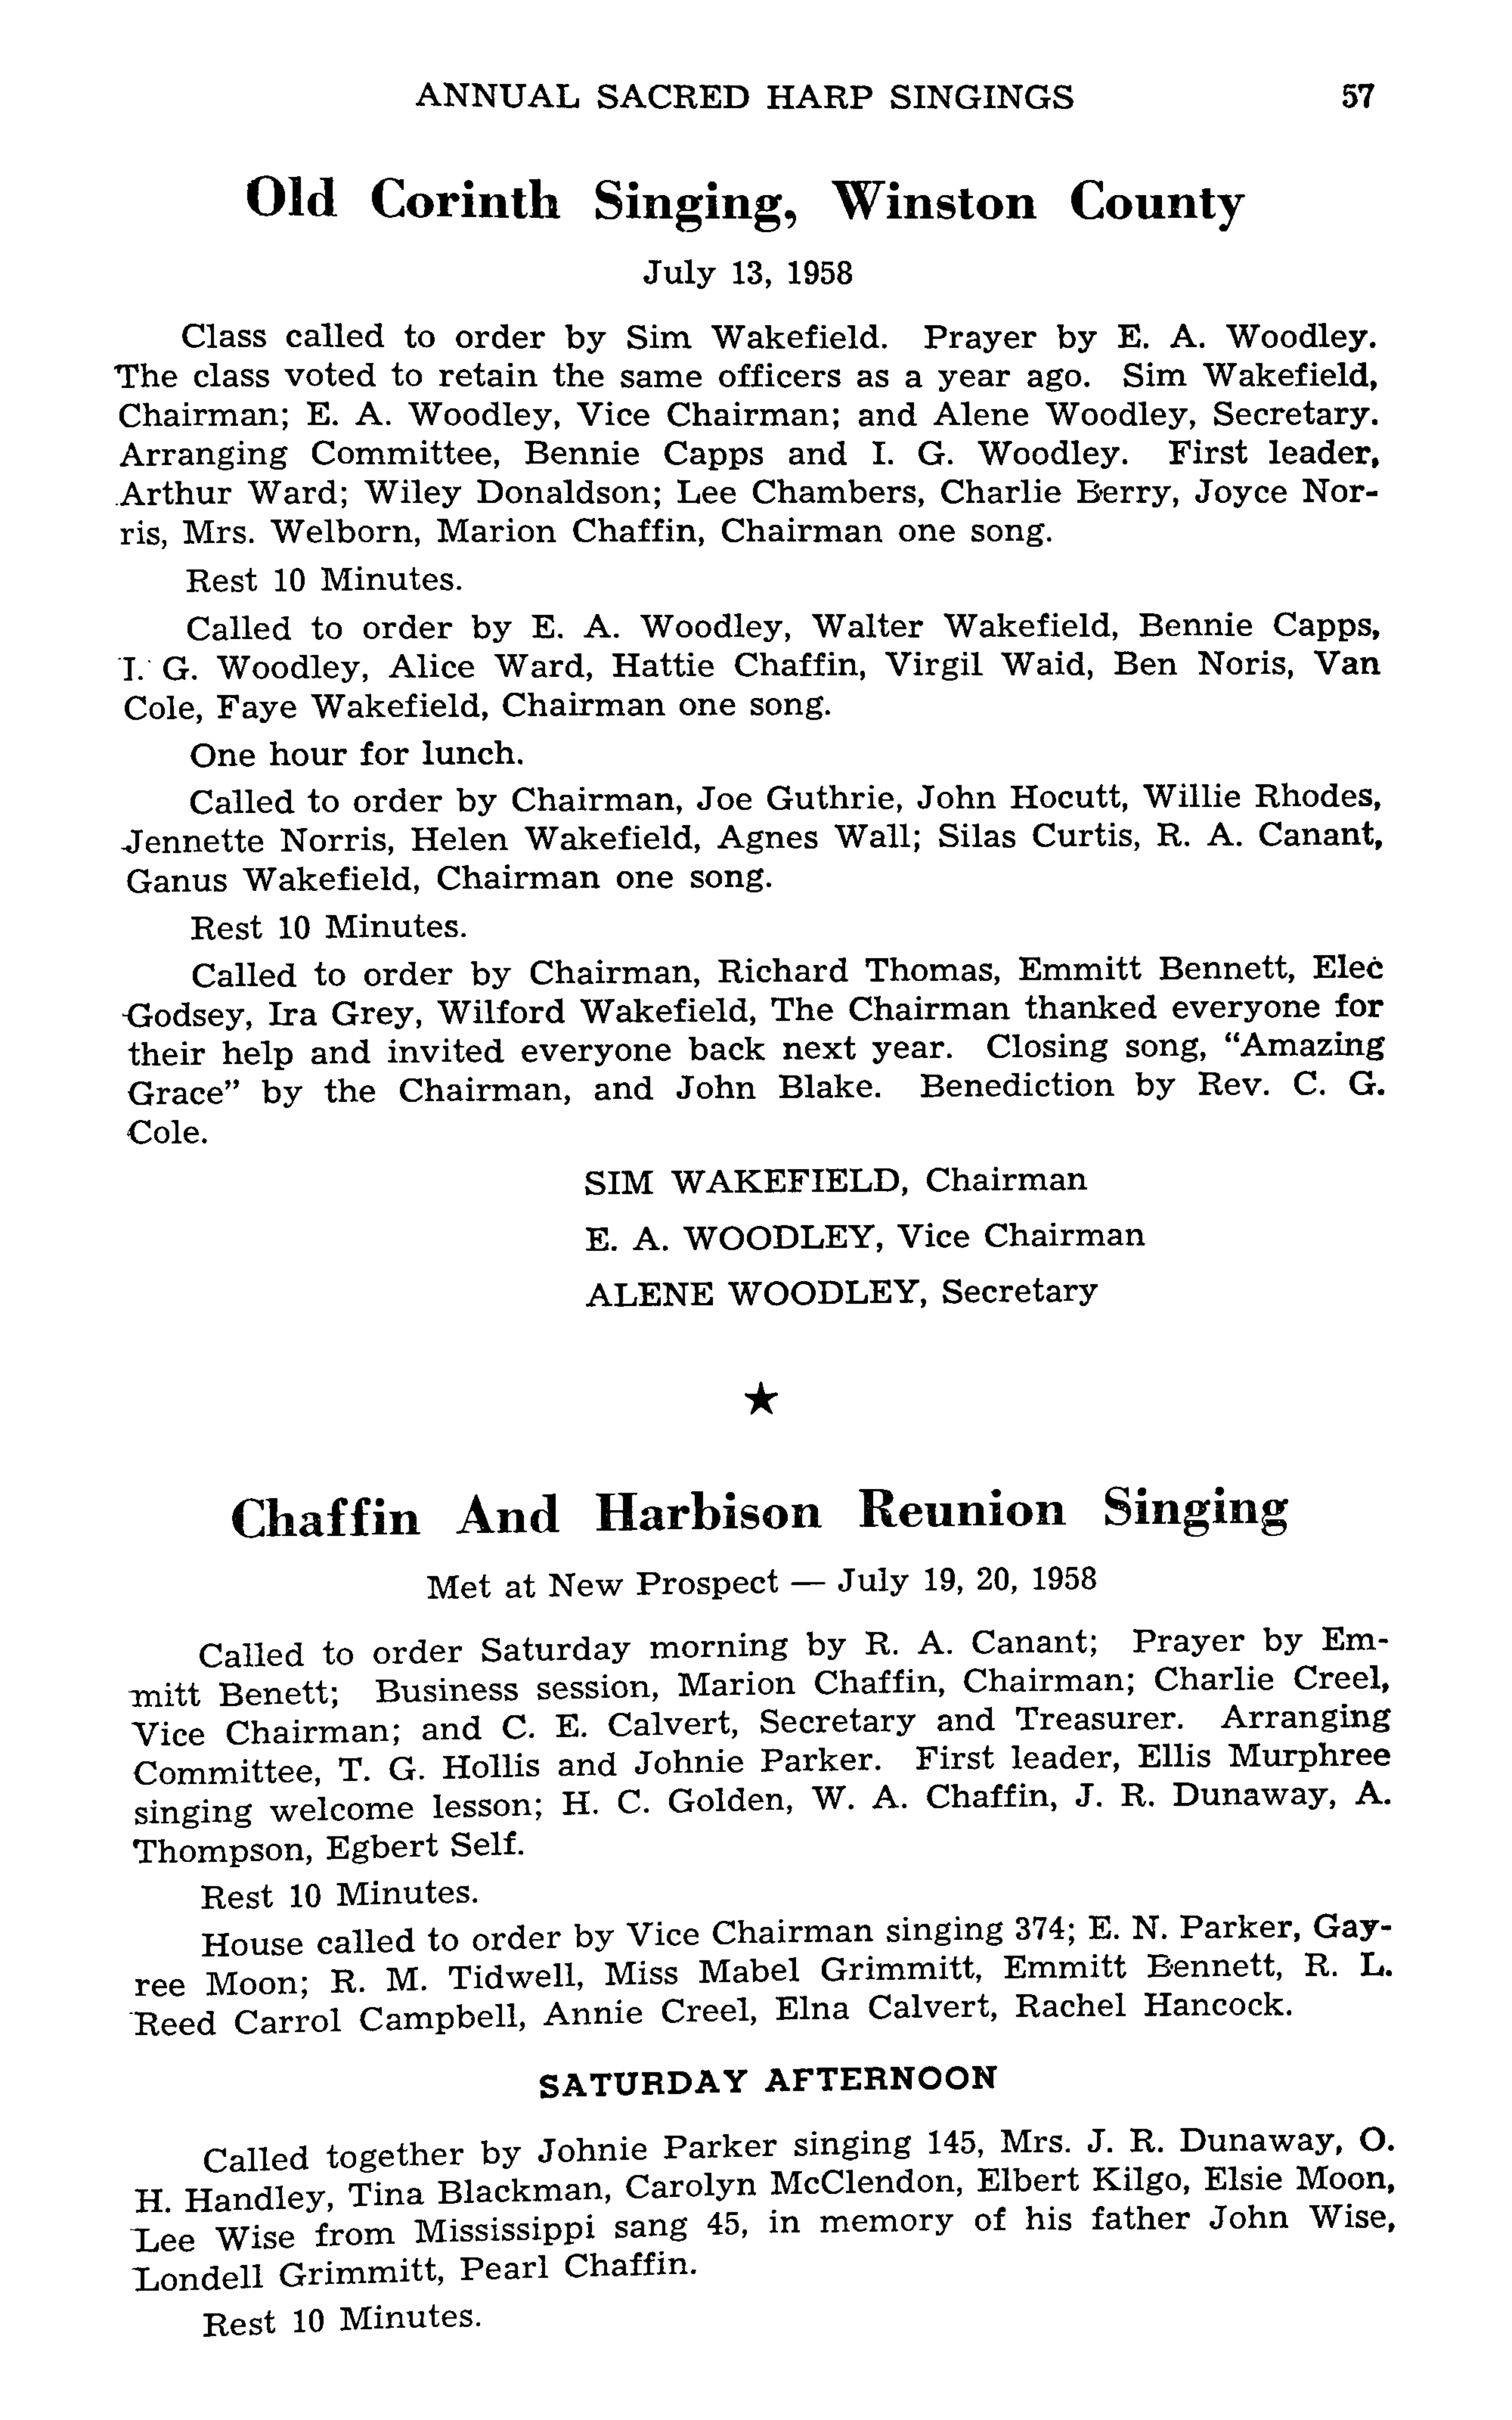 ANNUAL SACRED HARP SINGINGS 57
Old Corinth Singing, Winston County
July 13, 1958
Class called to order by Sim Wakefield. Prayer by E. A. Woodley.
The class voted to retain the same officers as a year ago. Sim Wakefield,
Chairman; E. A. Woodley, Vice Chairman; and Alene Woodley, Secretary.
Arranging Committee, Bennie Capps and I. G. Woodley. First leader,
Arthur Ward; Wiley Donaldson; Lee Chambers, Charlie Berry, Joyce Nor-
ris, Mrs. Welborn, Marion Chaffin, Chairman one song.
Rest 10 Minutes.
Called to order by E. A. Woodley, Walter Wakefield, Bennie Capps,
I. G. Woodley, Alice Ward, Hattie Chaffin, Virgil Waid, Ben Noris, Van
Cole, Faye Wakefield, Chairman one song.
One hour for lunch.
Called to order by Chairman, Joe Guthrie, John Hocutt, Willie Rhodes,
Jennette Norris, Helen Wakefield, Agnes Wall; Silas Curtis, R. A. Canant,
Ganus Wakefield, Chairman one song.
Rest 10 Minutes.
Called to order by Chairman, Richard Thomas, Emmitt Bennett, Elec
Godsey, Ira Grey, Wilford Wakefield, The Chairman thanked everyone for
their help and invited everyone back next year. Closing song, “Amazing
Grace” by the Chairman, and John Blake. Benediction by Rev. C. G.
Cole.
SIM WAKEFIELD, Chairman
E. A. WOODLEY, Vice Chairman
ALENE WOODLEY, Secretary
★
Chaffin And Harbison Reunion Singing
Met at New Prospect — July 19, 20, 1958
Called to order Saturday morning by R. A. Canant; Prayer by Em-
mitt Benett; Business session, Marion Chaffin, Chairman; Charlie Creel,
Vice Chairman; and C. E. Calvert, Secretary and Treasurer. Arranging
Committee, T. G. Hollis and Johnie Parker. First leader, Ellis Murphree
singing welcome lesson; H. C. Golden, W. A. Chaffin, J. R. Dunaway, A.
Thompson, Egbert Self.
Rest 10 Minutes.
House called to order by Vice Chairman singing 374; E. N. Parker, Gay-
ree Moon; R. M. Tidwell, Miss Mabel Grimmitt, Emmitt Bennett, R. L.
Reed Carrol Campbell, Annie Creel, Elna Calvert, Rachel Hancock.
SATURDAY AFTERNOON
Called together by Johnie Parker singing 145, Mrs. J. R. Dunaway, O.
H. Handley, Tina Blackman, Carolyn McClendon, Elbert Kilgo, Elsie Moon,
Lee Wise from Mississippi sang 45, in memory of his father John Wise,
Londell Grimmitt, Pearl Chaffin.
Rest 10 Minutes.